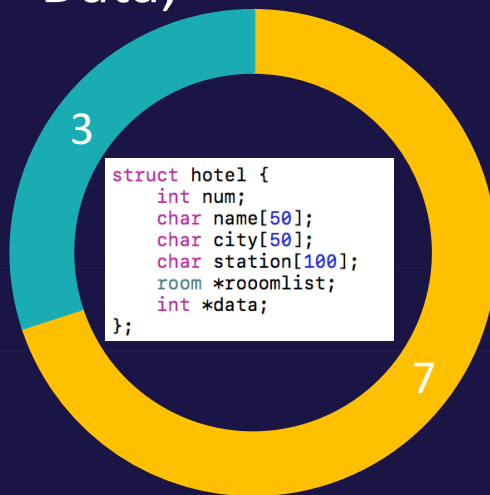 Data,
3
struct hotel {
    int num;
    char name[50];
    char city[50];
    char station[100];
    room *rooomlist;
    int *data;
};
7